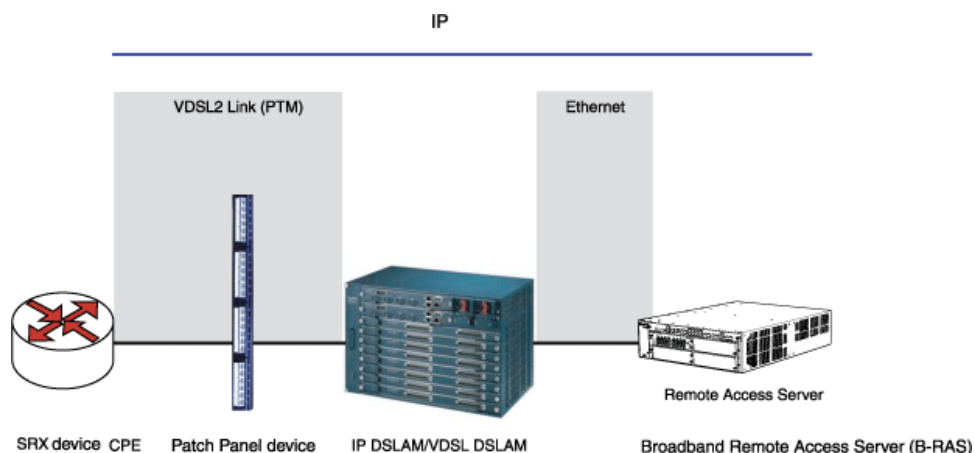 IP
VDSL2 Link (PTM)
Ethernet
Remote Access Server
SRX device CPE
Patch Panel device
IP DSLAM/VDSL DSLAM
Broadband Remote Access Server (B-RAS)